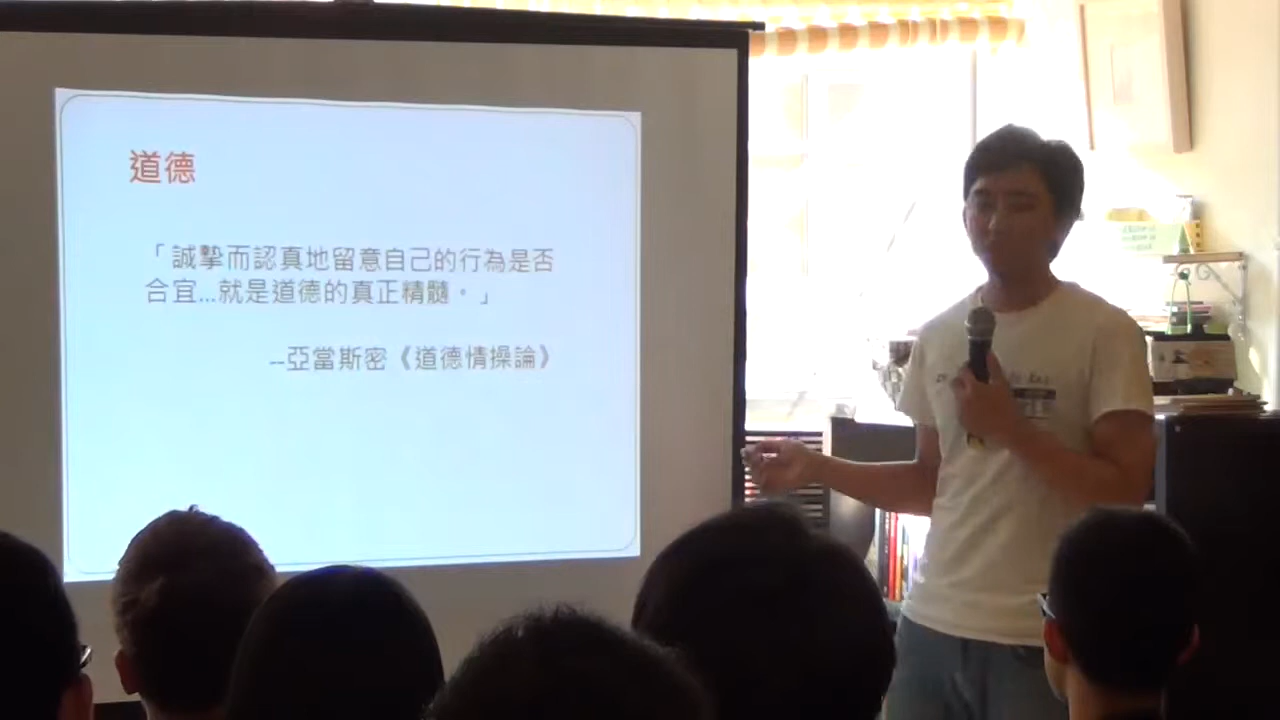 道德
「誠摯而認真地留意自己的行為是否
合宜...就是道德的真正精髓。」
--亞當斯密《道德情操論》